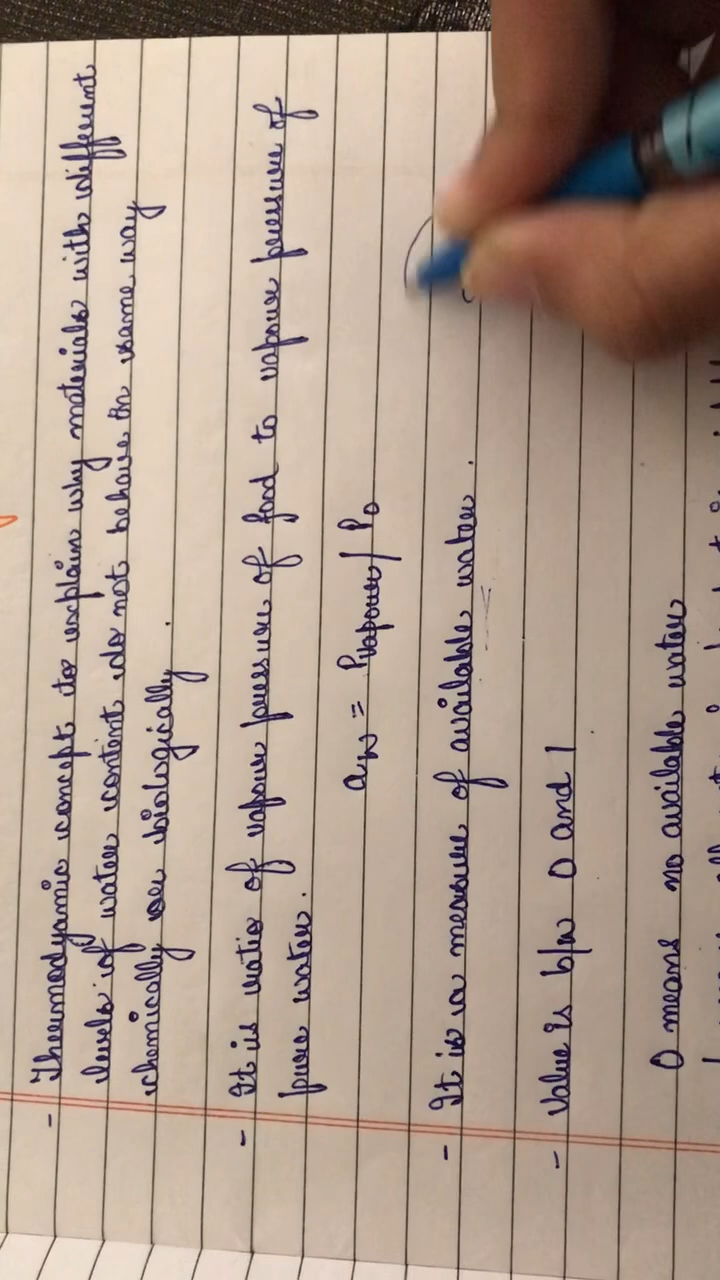 - Thermodynamic concept to explain why materials with different
levels of water content do not behave in same way
chemically or biologically.
- It is ratio of vapour pressure of food to vapour pressure of
pure water.
aw = Pvapour/P0
- It is a measure of available water.
- Value is b/w 0 and 1
0 means no available water